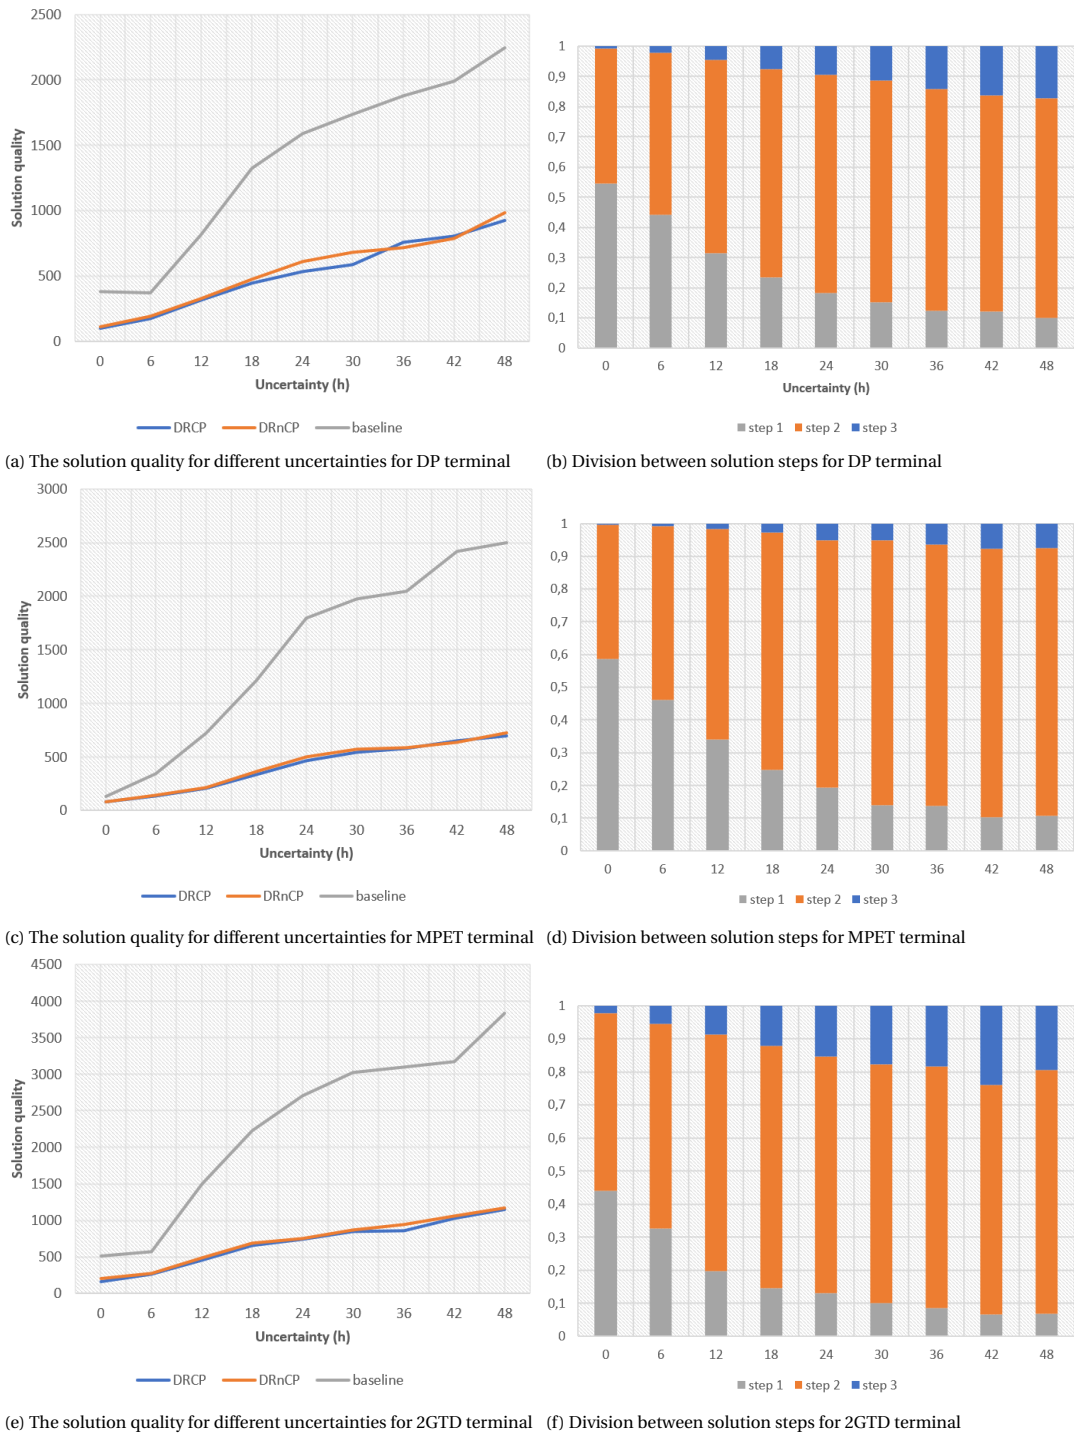 2500
2000
1500
1000
500
0
Solution quality
0 6 12 18 24 30 36 42 48
Uncertainty (h)
DRCP DRnCP baseline
1
0,9
0,8
0,7
0,6
0,5
0,4
0,3
0,2
0,1
0
0 6 12 18 24 30 36 42 48
Uncertainty (h)
step 1 step 2 step 3
(a) The solution quality for different uncertainties for DP terminal
(b) Division between solution steps for DP terminal
3000
2500
2000
1500
1000
500
0
Solution quality
0 6 12 18 24 30 36 42 48
Uncertainty (h)
DRCP DRnCP baseline
1
0,9
0,8
0,7
0,6
0,5
0,4
0,3
0,2
0,1
0
0 6 12 18 24 30 36 42 48
step 1 step 2 step 3
(c) The solution quality for different uncertainties for MPET terminal
(d) Division between solution steps for MPET terminal
4500
4000
3500
3000
2500
2000
1500
1000
500
0
Solution quality
0 6 12 18 24 30 36 42 48
Uncertainty (h)
DRCP DRnCP baseline
1
0,9
0,8
0,7
0,6
0,5
0,4
0,3
0,2
0,1
0
0 6 12 18 24 30 36 42 48
step 1 step 2 step 3
(e) The solution quality for different uncertainties for 2GTD terminal
(f) Division between solution steps for 2GTD terminal